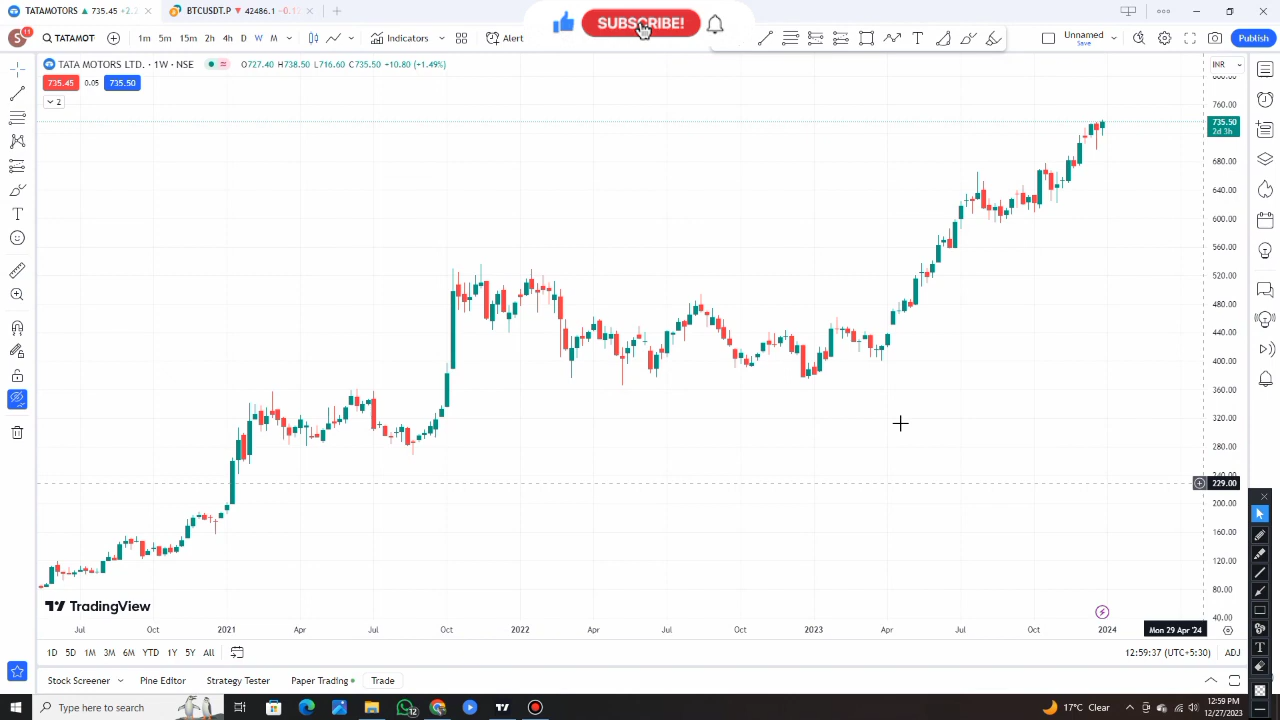 TATAMOTORS ▲ 735.45 +2.2
BTCUSDT.P ▼ 42486.1 −0.1
SUBSCRIBE!
S 11
TATAMOT
1m 5m 15m 2h 4h D W M
Indicators
Alert
Unnamed
Save
Publish
TATA MOTORS LTD. · 1W · NSE
O727.40 H738.50 L716.60 C735.50 +10.80 (+1.49%)
INR
735.45 0.05 735.50
2
800.00
760.00
735.50
2d 3h
680.00
640.00
600.00
560.00
520.00
480.00
440.00
400.00
360.00
320.00
280.00
240.00
229.00
200.00
160.00
120.00
80.00
40.00
TradingView
Jul Oct 2021 Apr Jul Oct 2022 Apr Jul Oct 2023 Apr Jul Oct 2024 Mon 29 Apr '24
1D 5D 1M 3M 6M YTD 1Y 5Y All
12:59:37 (UTC+5:30) ADJ
Stock Screener Pine Editor Strategy Tester Paper Trading Trade
Type here to search
12
17°C Clear
12:59 PM
12/27/2023